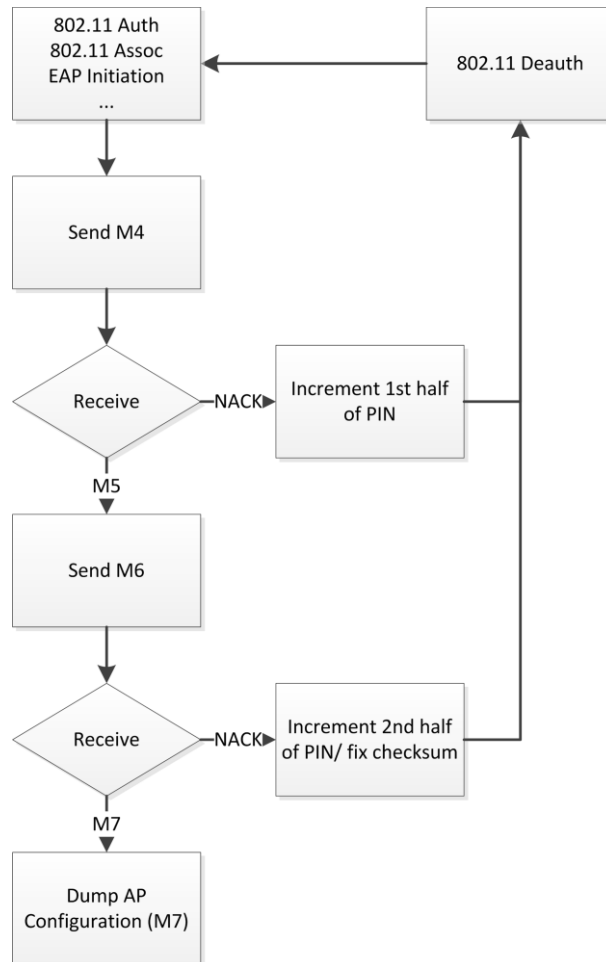 802.11 Auth
802.11 Assoc
EAP Initiation
...
802.11 Deauth
Send M4
Receive
NACK
Increment 1st half
of PIN
M5
Send M6
Receive
NACK
Increment 2nd half
of PIN/ fix checksum
M7
Dump AP
Configuration (M7)